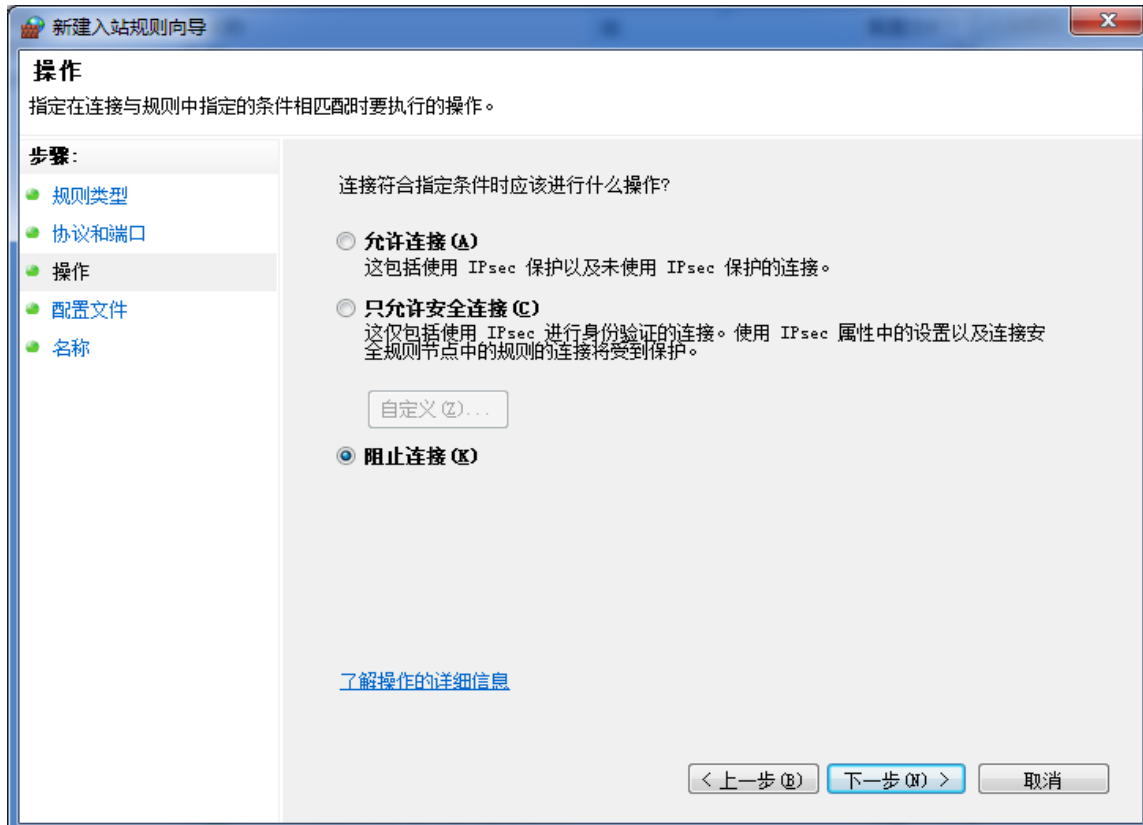 新建入站规则向导
操作
指定在连接与规则中指定的条件相匹配时要执行的操作。
步骤:
规则类型
协议和端口
操作
配置文件
名称
连接符合指定条件时应该进行什么操作?
允许连接(A)
这包括使用 IPsec 保护以及未使用 IPsec 保护的连接。
只允许安全连接(C)
这仅包括使用 IPsec 进行身份验证的连接。使用 IPsec 属性中的设置以及连接安
全规则节点中的规则的连接将受到保护。
自定义(Z)...
阻止连接(K)
了解操作的详细信息
< 上一步(B)
下一步(N) >
取消